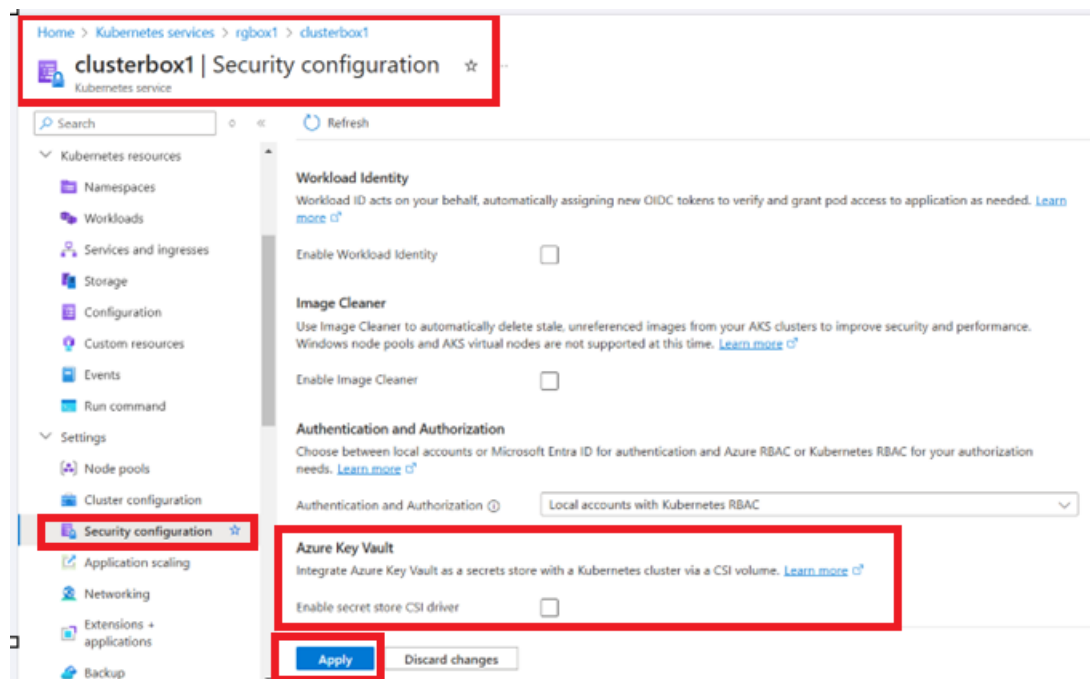 Home > Kubernetes services > rgbox1 > clusterbox1
clusterbox1 | Security configuration
Kubernetes service
Search
Refresh
Kubernetes resources
Namespaces
Workloads
Services and ingresses
Storage
Configuration
Custom resources
Events
Run command
Settings
Node pools
Cluster configuration
Security configuration
Application scaling
Networking
Extensions +
applications
Backup
Workload Identity
Workload ID acts on your behalf, automatically assigning new OIDC tokens to verify and grant pod access to application as needed. Learn
more
Enable Workload Identity
Image Cleaner
Use Image Cleaner to automatically delete stale, unreferenced images from your AKS clusters to improve security and performance.
Windows node pools and AKS virtual nodes are not supported at this time. Learn more
Enable Image Cleaner
Authentication and Authorization
Choose between local accounts or Microsoft Entra ID for authentication and Azure RBAC or Kubernetes RBAC for your authorization
needs. Learn more
Authentication and Authorization
Local accounts with Kubernetes RBAC
Azure Key Vault
Integrate Azure Key Vault as a secrets store with a Kubernetes cluster via a CSI volume. Learn more
Enable secret store CSI driver
Apply
Discard changes